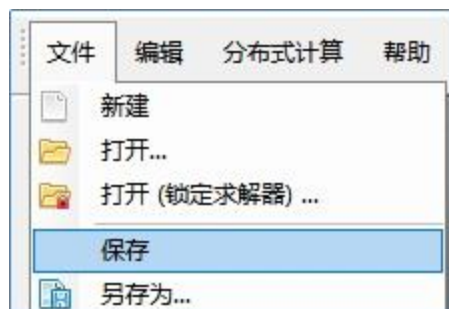 文件 编辑 分布式计算 帮助
新建
打开...
打开 (锁定求解器) ...
保存
另存为...